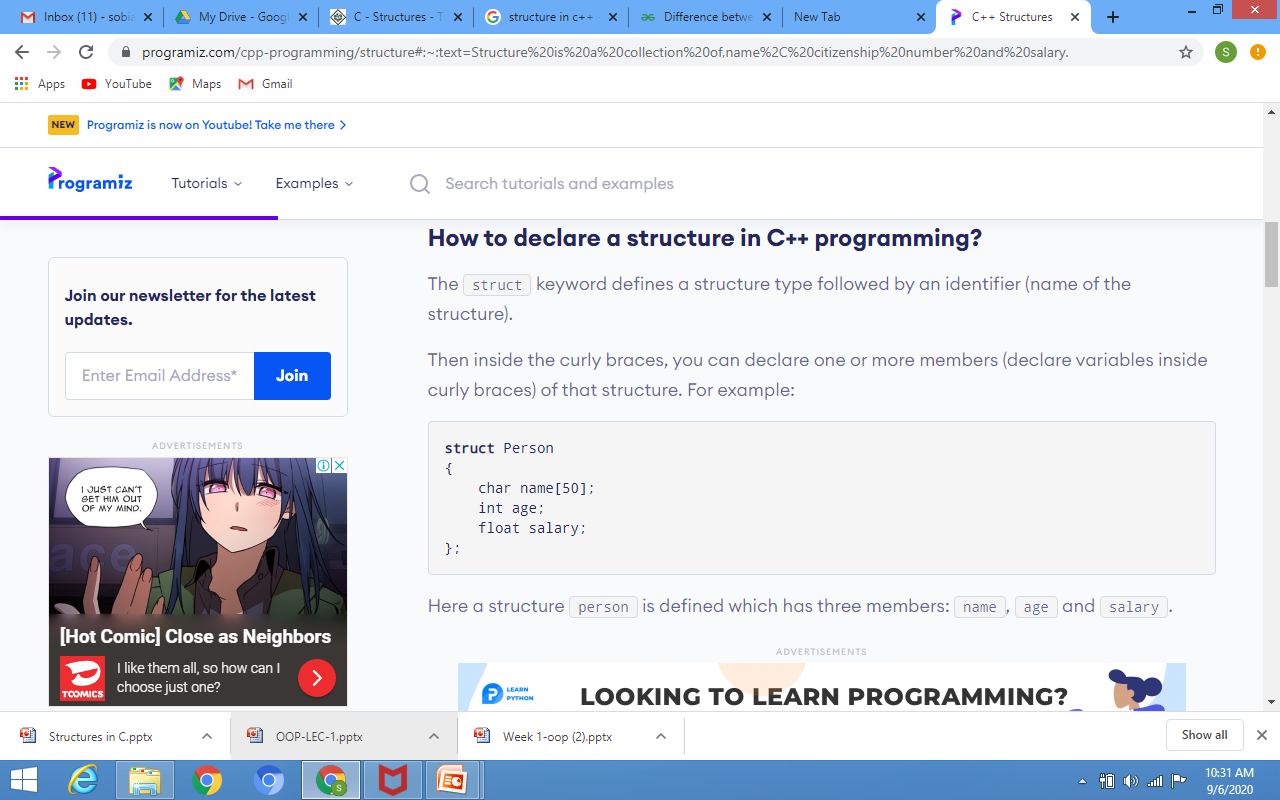 Inbox (11) - sobia
My Drive - Googl
C - Structures - T
structure in c++ -
Difference betwe
New Tab
C++ Structures
programiz.com/cpp-programming/structure#:~:text=Structure%20is%20a%20collection%20of,name%2C%20citizenship%20number%20and%20salary.
S
Apps
YouTube
Maps
Gmail
NEW Programiz is now on Youtube! Take me there >
Programiz
Tutorials
Examples
Search tutorials and examples
How to declare a structure in C++ programming?
The struct keyword defines a structure type followed by an identifier (name of the
structure).
Then inside the curly braces, you can declare one or more members (declare variables inside
curly braces) of that structure. For example:
struct Person
{
char name[50];
int age;
float salary;
};
Here a structure person is defined which has three members: name, age and salary.
ADVERTISEMENTS
LEARN
PYTHON
LOOKING TO LEARN PROGRAMMING?
Join our newsletter for the latest
updates.
Enter Email Address*
Join
ADVERTISEMENTS
I JUST CAN'T
GET HIM OUT
OF MY MIND.
ACE
[Hot Comic] Close as Neighbors
I like them all, so how can I
choose just one?
TOOMICS
Structures in C.pptx
OOP-LEC-1.pptx
Week 1-oop (2).pptx
Show all
S
10:31 AM
9/6/2020